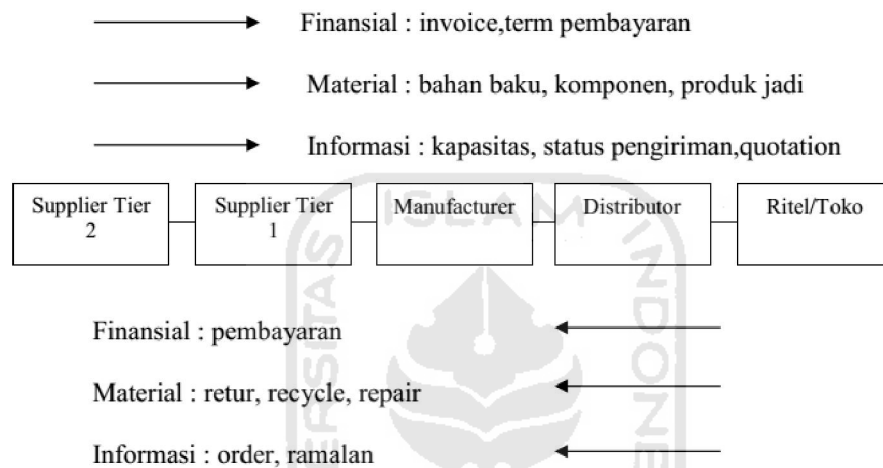 Finansial : invoice,term pembayaran
Material : bahan baku, komponen, produk jadi
Informasi : kapasitas, status pengiriman,quotation
Supplier Tier
2
Supplier Tier
1
Manufacturer
Distributor
Ritel/Toko
ISLAM
Finansial : pembayaran
Material : retur, recycle, repair
Informasi : order, ramalan